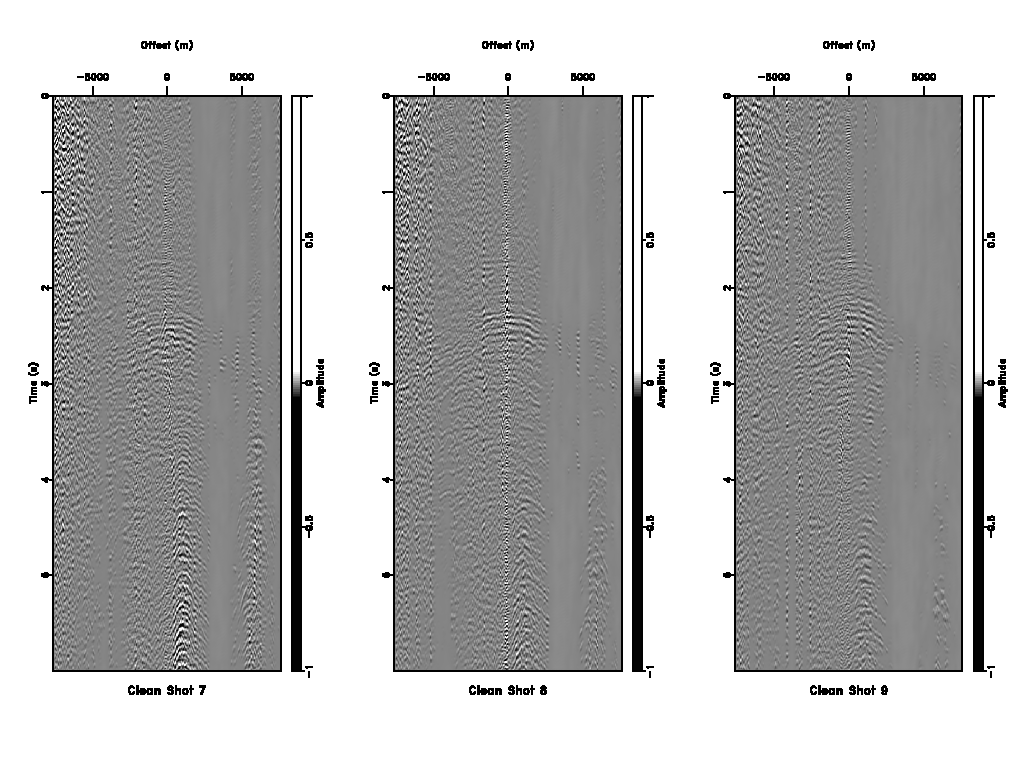 Offset (m) Offset (m) Offset (m)
-5000 0 5000 -5000 0 5000 -5000 0 5000
0 1 2 3 4 5
Time (s)
1 0.5 0 -0.5 -1
Amplitude
0 1 2 3 4 5
Time (s)
1 0.5 0 -0.5 -1
Amplitude
0 1 2 3 4 5
Time (s)
1 0.5 0 -0.5 -1
Amplitude
Clean Shot 7 Clean Shot 8 Clean Shot 9